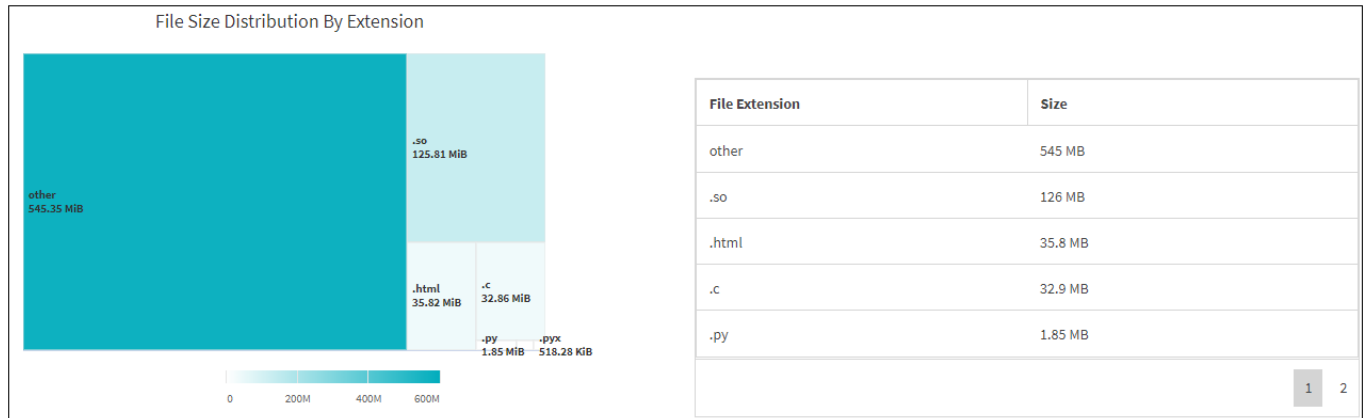 File Size Distribution By Extension
other
545.35 MiB
.so
125.81 MiB
.html
35.82 MiB
.c
32.86 MiB
.py
1.85 MiB
.pyx
518.28 KiB
0 200M 400M 600M
File Extension Size
other 545 MB
.so 126 MB
.html 35.8 MB
.c 32.9 MB
.py 1.85 MB
1 2